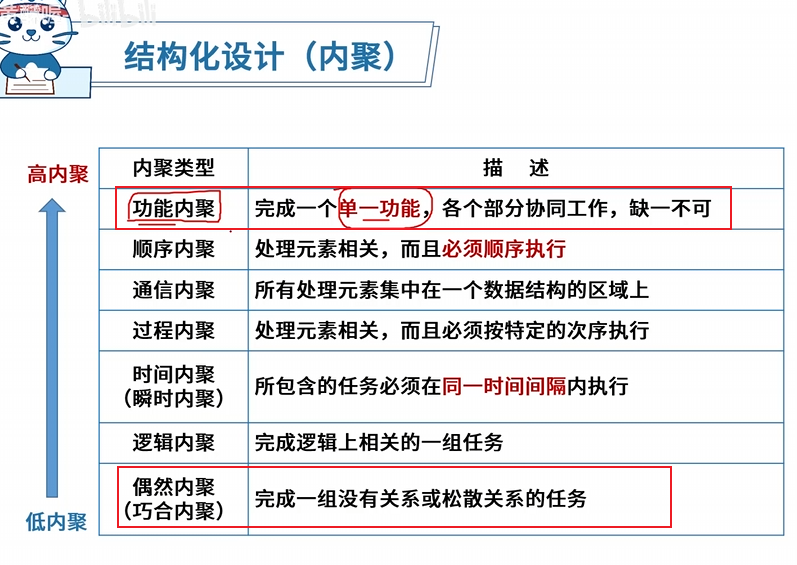 bilibili
结构化设计（内聚）
高内聚
内聚类型 描 述
功能内聚 完成一个单一功能，各个部分协同工作，缺一不可
顺序内聚 处理元素相关，而且必须顺序执行
通信内聚 所有处理元素集中在一个数据结构的区域上
过程内聚 处理元素相关，而且必须按特定的次序执行
时间内聚
（瞬时内聚） 所包含的任务必须在同一时间间隔内执行
逻辑内聚 完成逻辑上相关的一组任务
偶然内聚
（巧合内聚） 完成一组没有关系或松散关系的任务
低内聚